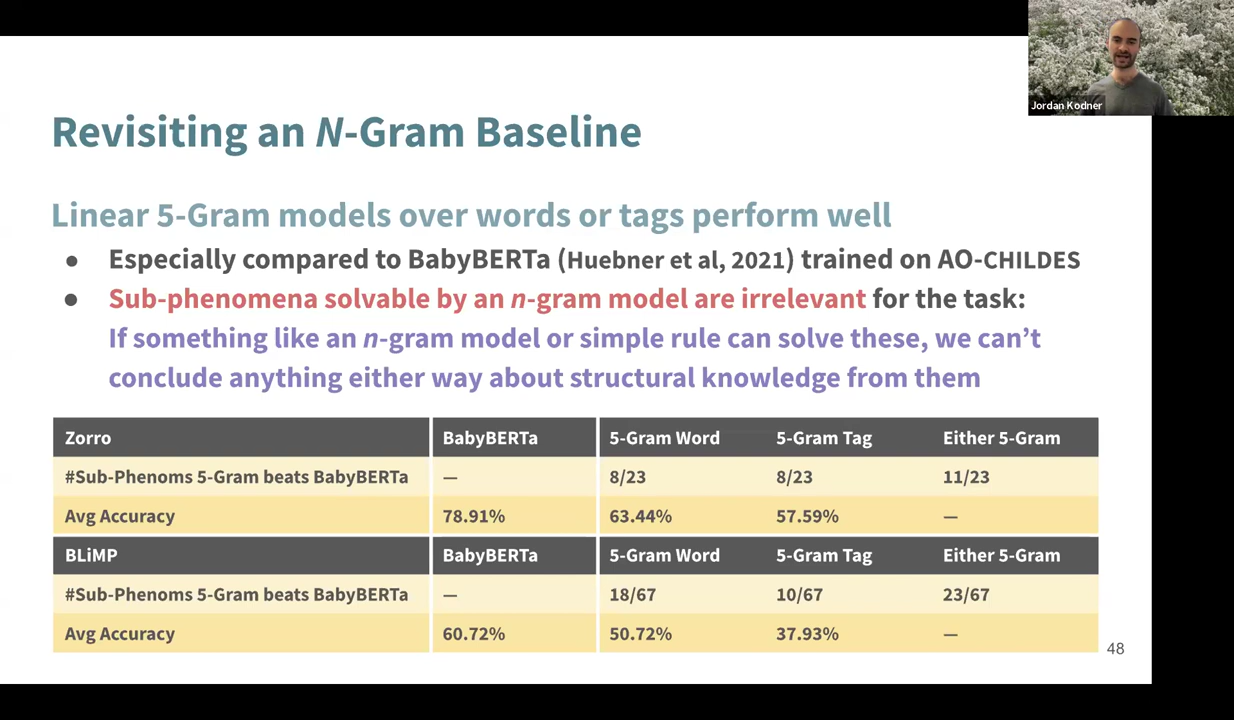 Jordan Kodner
Revisiting an N-Gram Baseline
Linear 5-Gram models over words or tags perform well
● Especially compared to BabyBERTa (Huebner et al, 2021) trained on AO-CHILDES
● Sub-phenomena solvable by an n-gram model are irrelevant for the task:
If something like an n-gram model or simple rule can solve these, we can’t
conclude anything either way about structural knowledge from them
Zorro BabyBERTa 5-Gram Word 5-Gram Tag Either 5-Gram
#Sub-Phenoms 5-Gram beats BabyBERTa — 8/23 8/23 11/23
Avg Accuracy 78.91% 63.44% 57.59% —
BLiMP BabyBERTa 5-Gram Word 5-Gram Tag Either 5-Gram
#Sub-Phenoms 5-Gram beats BabyBERTa — 18/67 10/67 23/67
Avg Accuracy 60.72% 50.72% 37.93% —
48